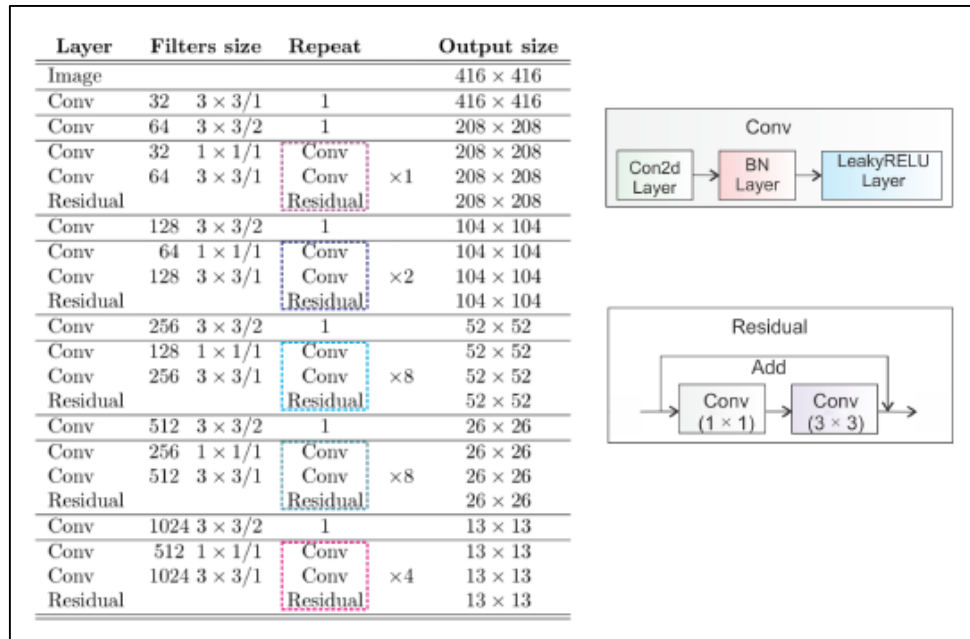 Layer Filters size Repeat Output size
Image 416 × 416
Conv 32 3 × 3/1 1 416 × 416
Conv 64 3 × 3/2 1 208 × 208
Conv 32 1 × 1/1 Conv 208 × 208
Conv 64 3 × 3/1 Conv ×1 208 × 208
Residual Residual 208 × 208
Conv 128 3 × 3/2 1 104 × 104
Conv 64 1 × 1/1 Conv 104 × 104
Conv 128 3 × 3/1 Conv ×2 104 × 104
Residual Residual 104 × 104
Conv 256 3 × 3/2 1 52 × 52
Conv 128 1 × 1/1 Conv 52 × 52
Conv 256 3 × 3/1 Conv ×8 52 × 52
Residual Residual 52 × 52
Conv 512 3 × 3/2 1 26 × 26
Conv 256 1 × 1/1 Conv 26 × 26
Conv 512 3 × 3/1 Conv ×8 26 × 26
Residual Residual 26 × 26
Conv 1024 3 × 3/2 1 13 × 13
Conv 512 1 × 1/1 Conv 13 × 13
Conv 1024 3 × 3/1 Conv ×4 13 × 13
Residual Residual 13 × 13
Conv
Con2d
Layer
BN
Layer
LeakyRELU
Layer
Residual
Add
Conv
(1 × 1)
Conv
(3 × 3)